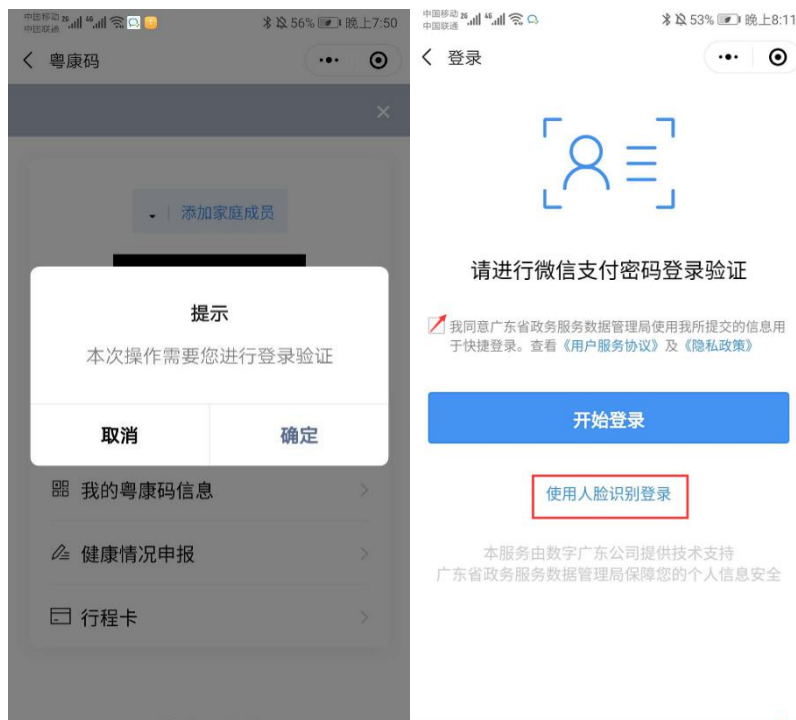 中国移动 26
中国联通 46
56% 晚上7:50
粤康码
添加家庭成员
提示
本次操作需要您进行登录验证
取消
确定
我的粤康码信息
健康情况申报
行程卡
中国移动 26
中国联通 46
53% 晚上8:11
登录
请进行微信支付密码登录验证
我同意广东省政务服务数据管理局使用我所提交的信息用
于快捷登录。查看《用户服务协议》及《隐私政策》
开始登录
使用人脸识别登录
本服务由数字广东公司提供技术支持
广东省政务服务数据管理局保障您的个人信息安全